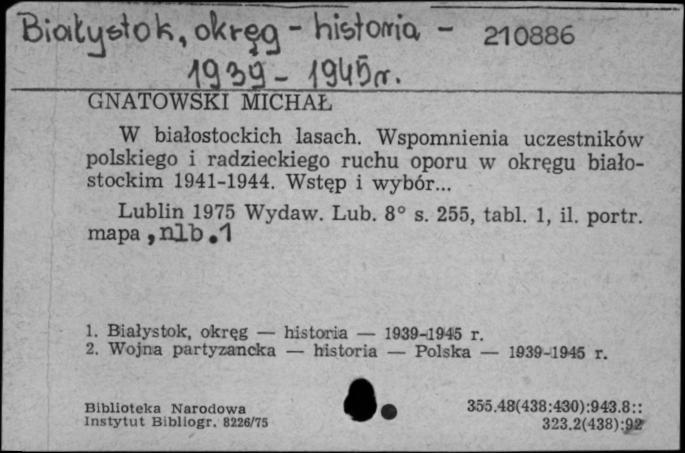 Białystok, okręg - historia - 210886
1939 - 1945 r.
GNATOWSKI MICHAŁ
W białostockich lasach. Wspomnienia uczestników
polskiego i radzieckiego ruchu oporu w okręgu biało-
stockim 1941-1944. Wstęp i wybór...
Lublin 1975 Wydaw. Lub. 8° s. 255, tabl. 1, il. portr.
mapa, nlb. 1
1. Białystok, okręg — historia — 1939-1945 r.
2. Wojna partyzancka — historia — Polska — 1939-1945 r.
Biblioteka Narodowa 355.48(438:430):943.8::
Instytut Bibliogr. 8226/75 323.2(438):92